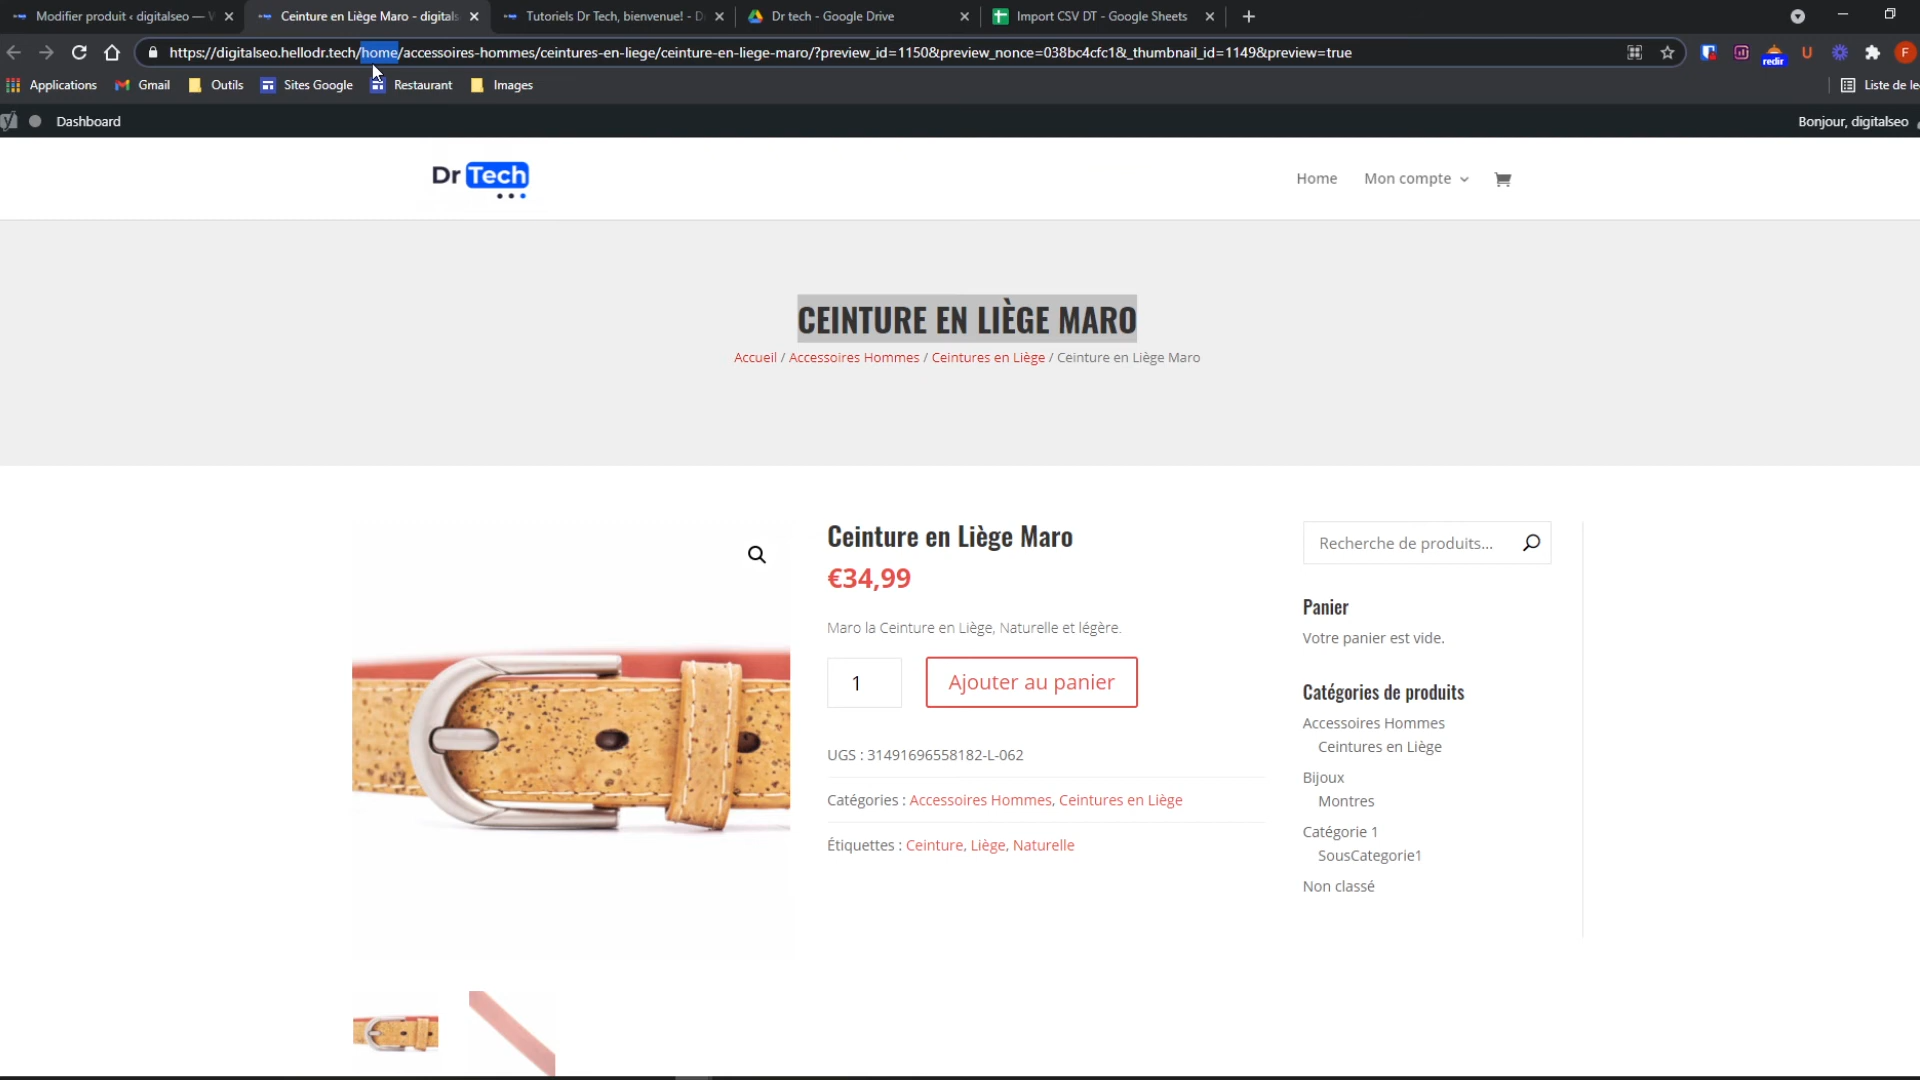 Modifier produit ‹ digitalseo —
Ceinture en Liège Maro - digitals
Tutoriels Dr Tech, bienvenue! - D
Dr tech - Google Drive
Import CSV DT - Google Sheets
https://digitalseo.hellodr.tech/home/accessoires-hommes/ceintures-en-liege/ceinture-en-liege-maro/?preview_id=1150&preview_nonce=038bc4cfc1&_thumbnail_id=1149&preview=true
redir
U
F
Applications
Gmail
Outils
Sites Google
Restaurant
Images
Liste de le
Dashboard
Bonjour, digitalseo
Dr Tech
Home
Mon compte
CEINTURE EN LIÈGE MARO
Accueil / Accessoires Hommes / Ceintures en Liège / Ceinture en Liège Maro
Ceinture en Liège Maro
€34,99
Maro la Ceinture en Liège, Naturelle et légère.
1
Ajouter au panier
UGS : 31491696558182-L-062
Catégories : Accessoires Hommes, Ceintures en Liège
Étiquettes : Ceinture, Liège, Naturelle
Recherche de produits...
Panier
Votre panier est vide.
Catégories de produits
Accessoires Hommes
Ceintures en Liège
Bijoux
Montres
Catégorie 1
SousCategorie1
Non classé